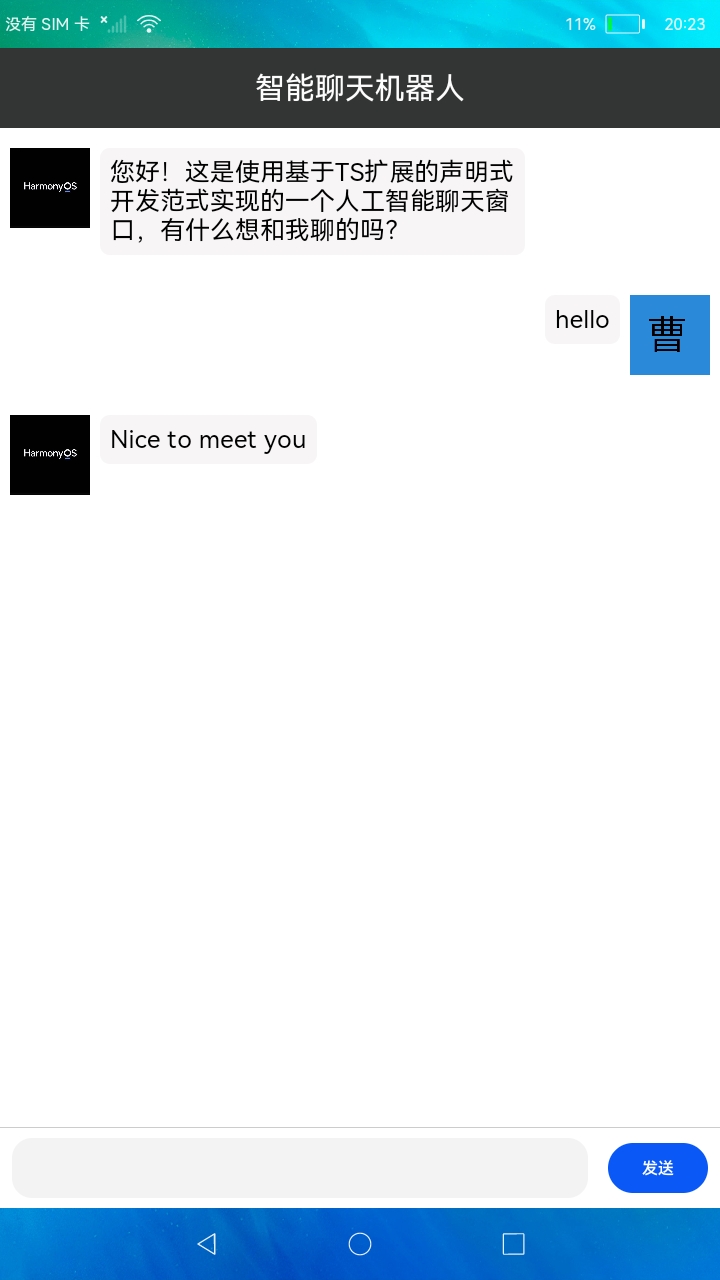 没有 SIM 卡
11%
20:23
智能聊天机器人
HarmonyOS
您好！这是使用基于TS扩展的声明式
开发范式实现的一个人工智能聊天窗
口，有什么想和我聊的吗？
hello
曹
HarmonyOS
Nice to meet you
发送